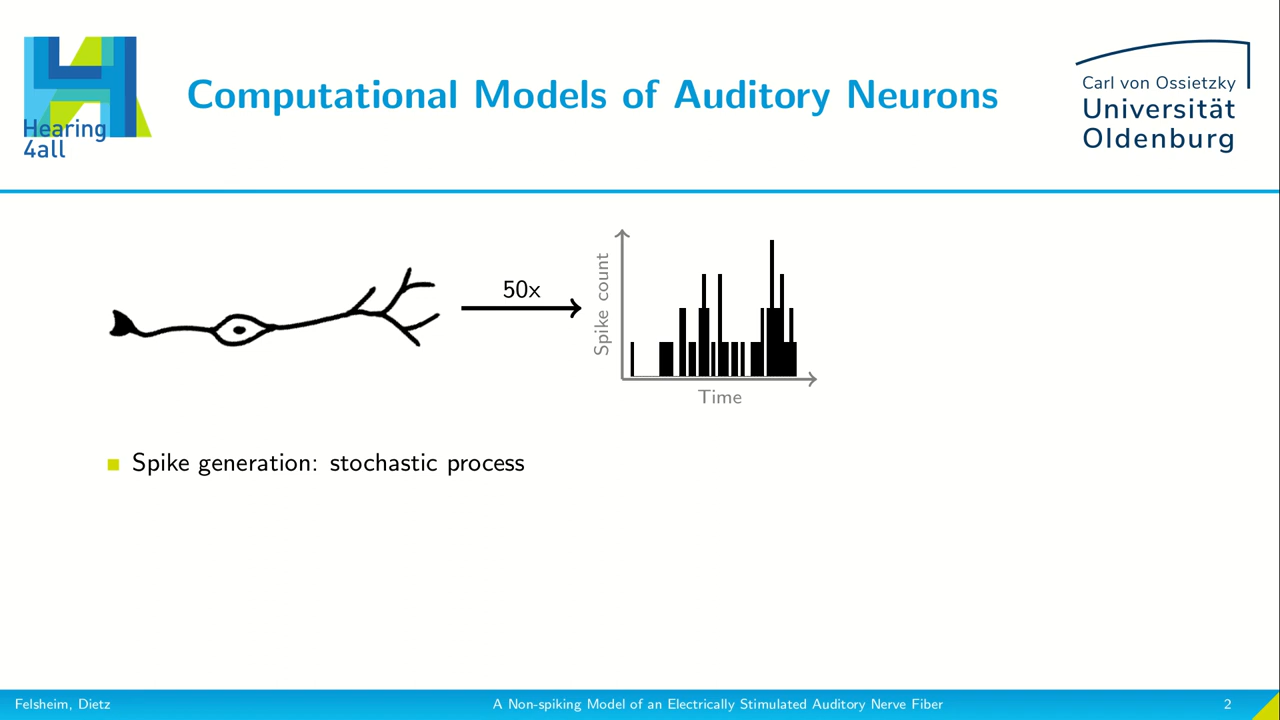 Hearing
4all
Computational Models of Auditory Neurons
Carl von Ossietzky
Universität
Oldenburg
50x
Spike count
Time
Spike generation: stochastic process
Felsheim, Dietz
A Non-spiking Model of an Electrically Stimulated Auditory Nerve Fiber
2